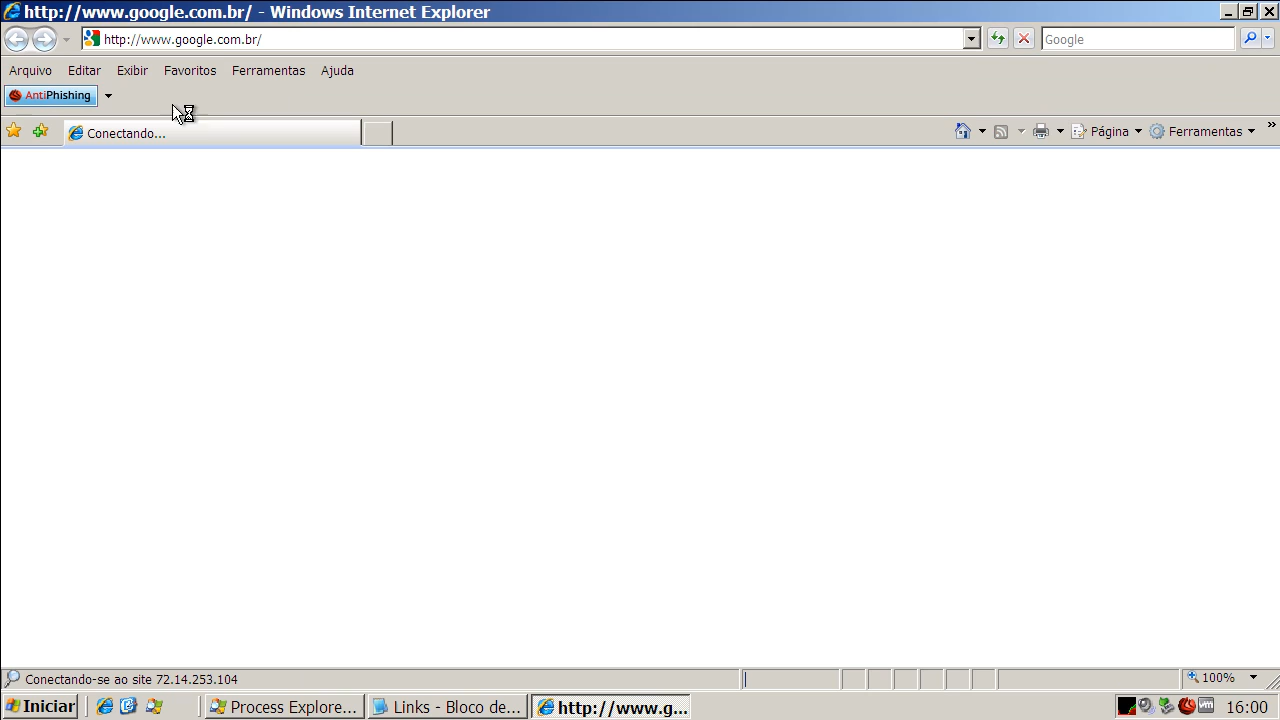 http://www.google.com.br/ - Windows Internet Explorer
http://www.google.com.br/
Google
Arquivo Editar Exibir Favoritos Ferramentas Ajuda
AntiPhishing
Conectando...
Página Ferramentas
Conectando-se ao site 72.14.253.104
100%
Iniciar
Process Explore...
Links - Bloco de...
http://www.g...
16:00